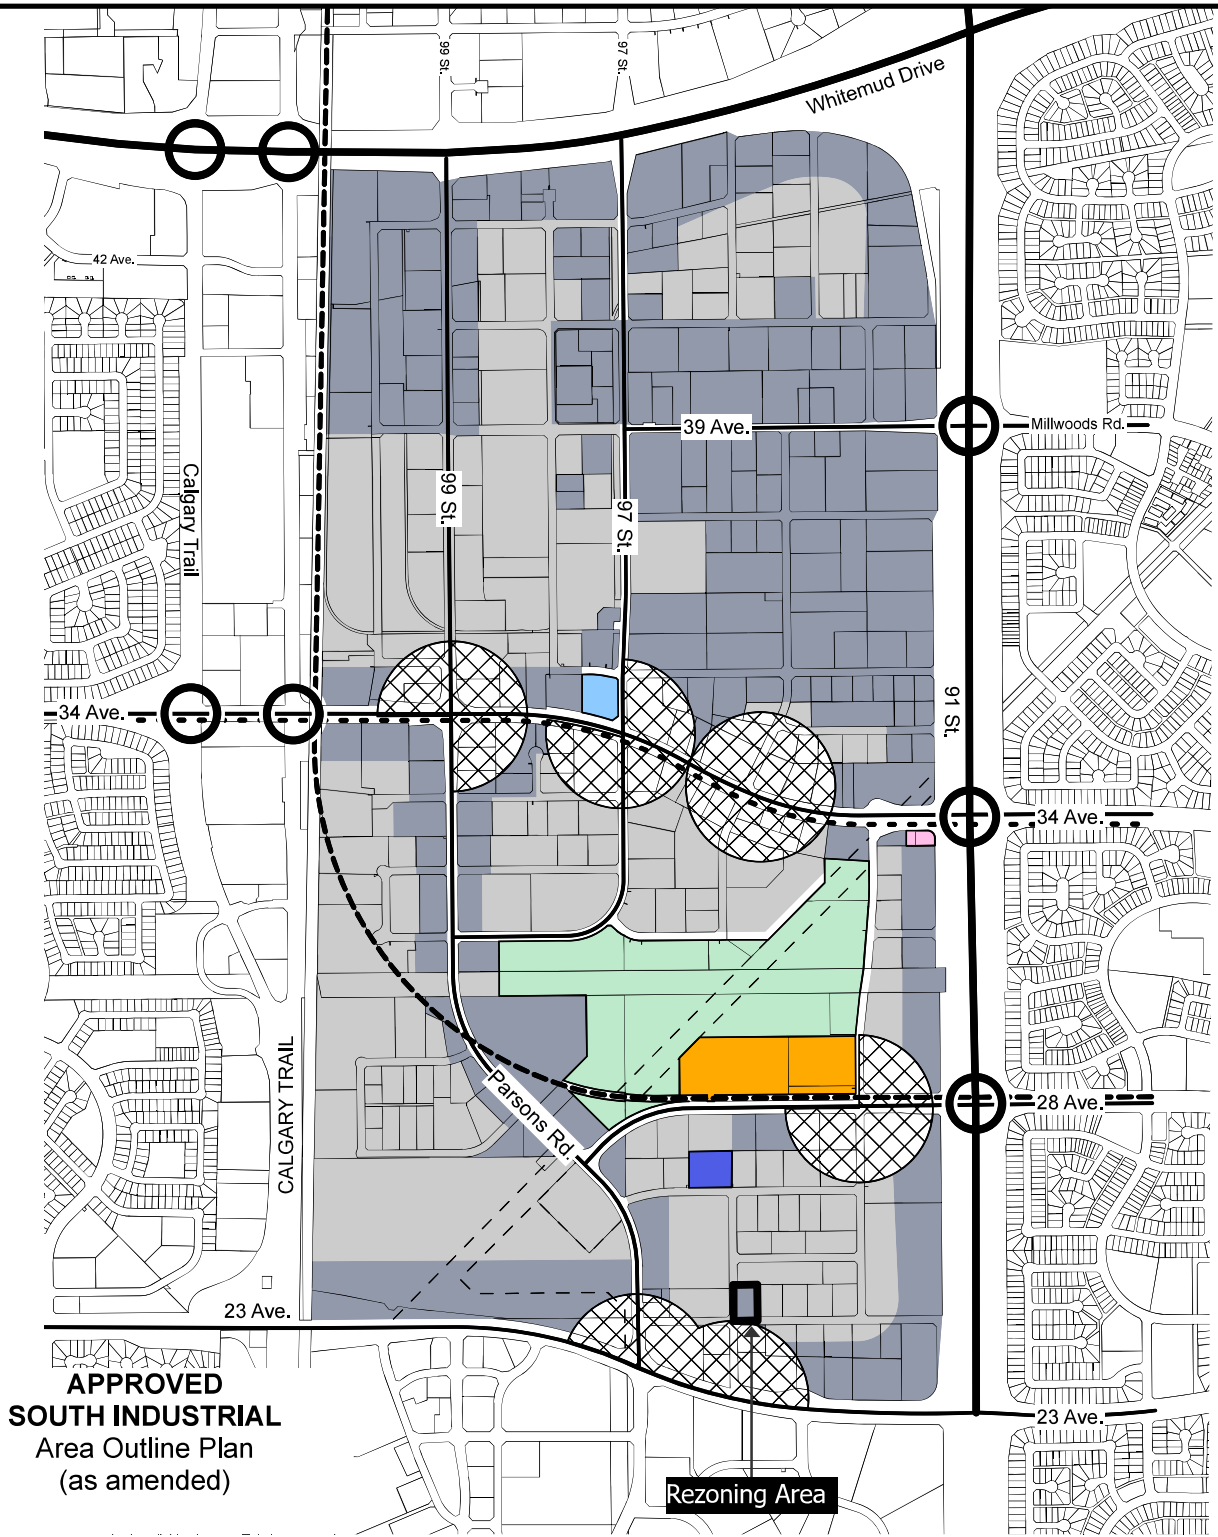 99 St.
97 St.
Whitemud Drive
42 Ave.
39 Ave.
Millwoods Rd.
Calgary Trail
99 St.
97 St.
34 Ave.
91 St.
34 Ave.
CALGARY TRAIL
Parsons Rd.
28 Ave.
23 Ave.
23 Ave.
APPROVED
SOUTH INDUSTRIAL
Area Outline Plan
(as amended)
Rezoning Area